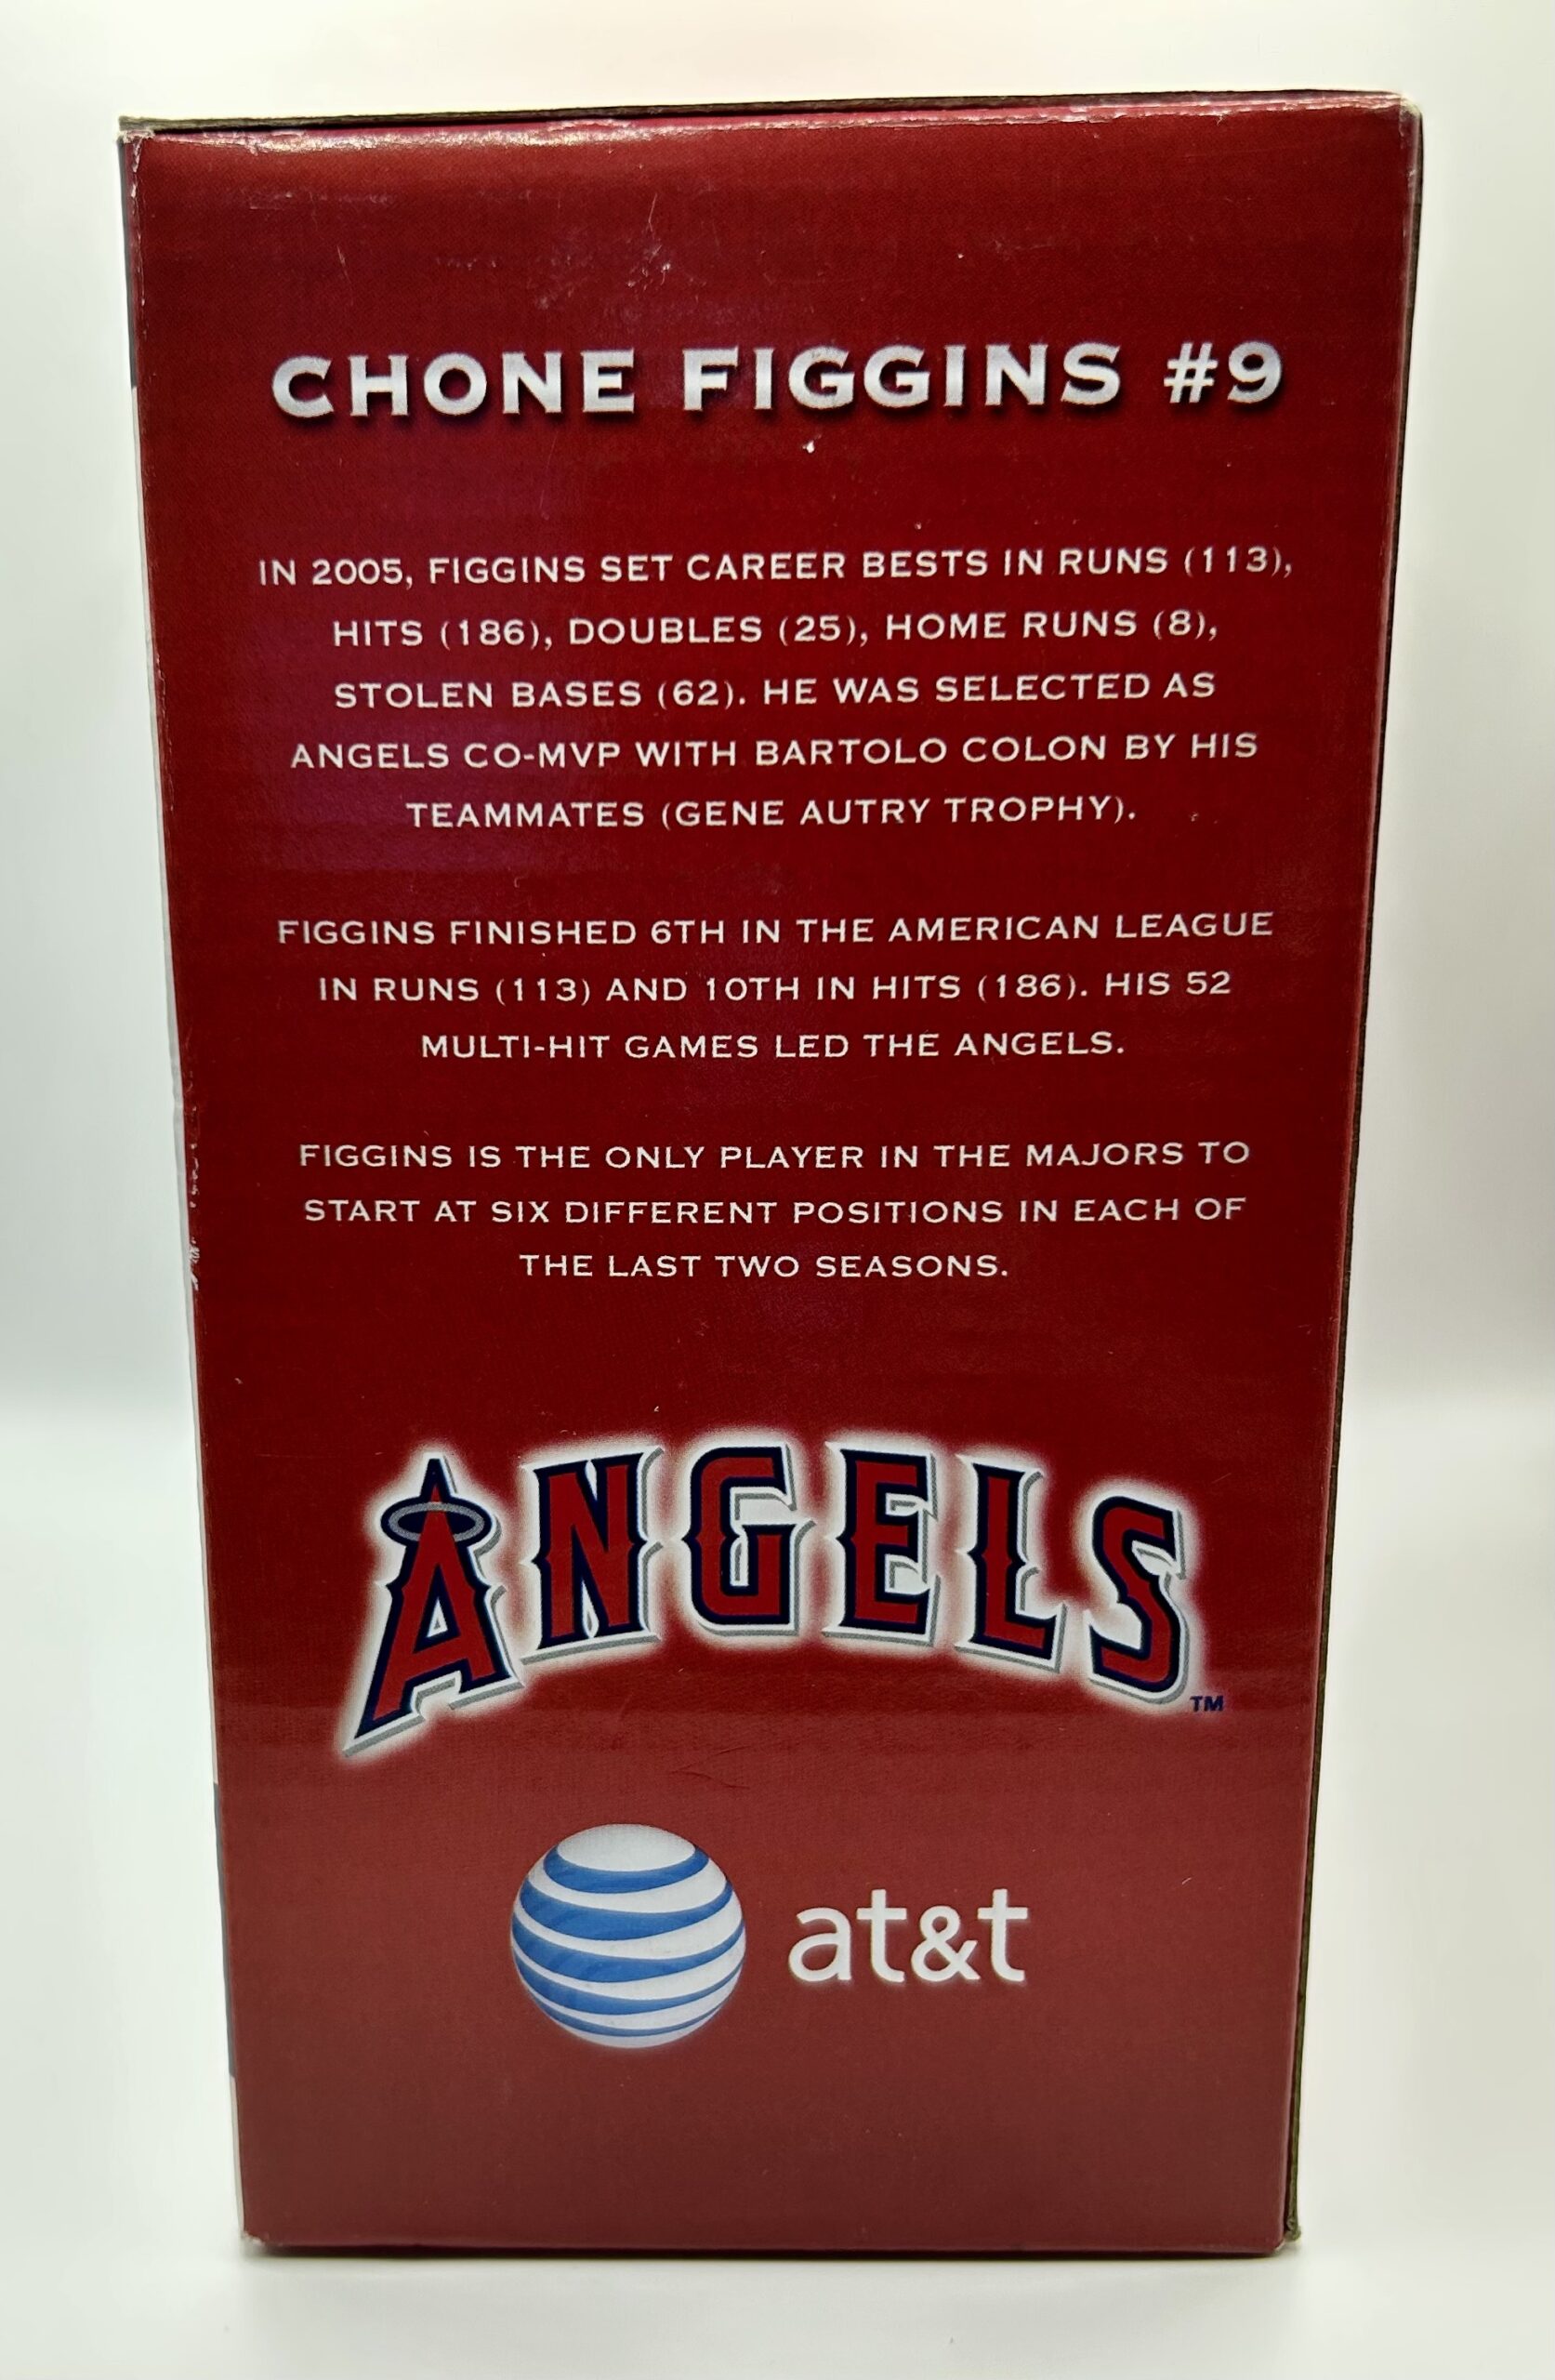 CHONE FIGGINS #9
IN 2005, FIGGINS SET CAREER BESTS IN RUNS (113),
HITS (186), DOUBLES (25), HOME RUNS (8),
STOLEN BASES (62). HE WAS SELECTED AS
ANGELS CO-MVP WITH BARTOLO COLON BY HIS
TEAMMATES (GENE AUTRY TROPHY).
FIGGINS FINISHED 6TH IN THE AMERICAN LEAGUE
IN RUNS (113) AND 10TH IN HITS (186). HIS 52
MULTI-HIT GAMES LED THE ANGELS.
FIGGINS IS THE ONLY PLAYER IN THE MAJORS TO
START AT SIX DIFFERENT POSITIONS IN EACH OF
THE LAST TWO SEASONS.
ANGELS TM
at&t